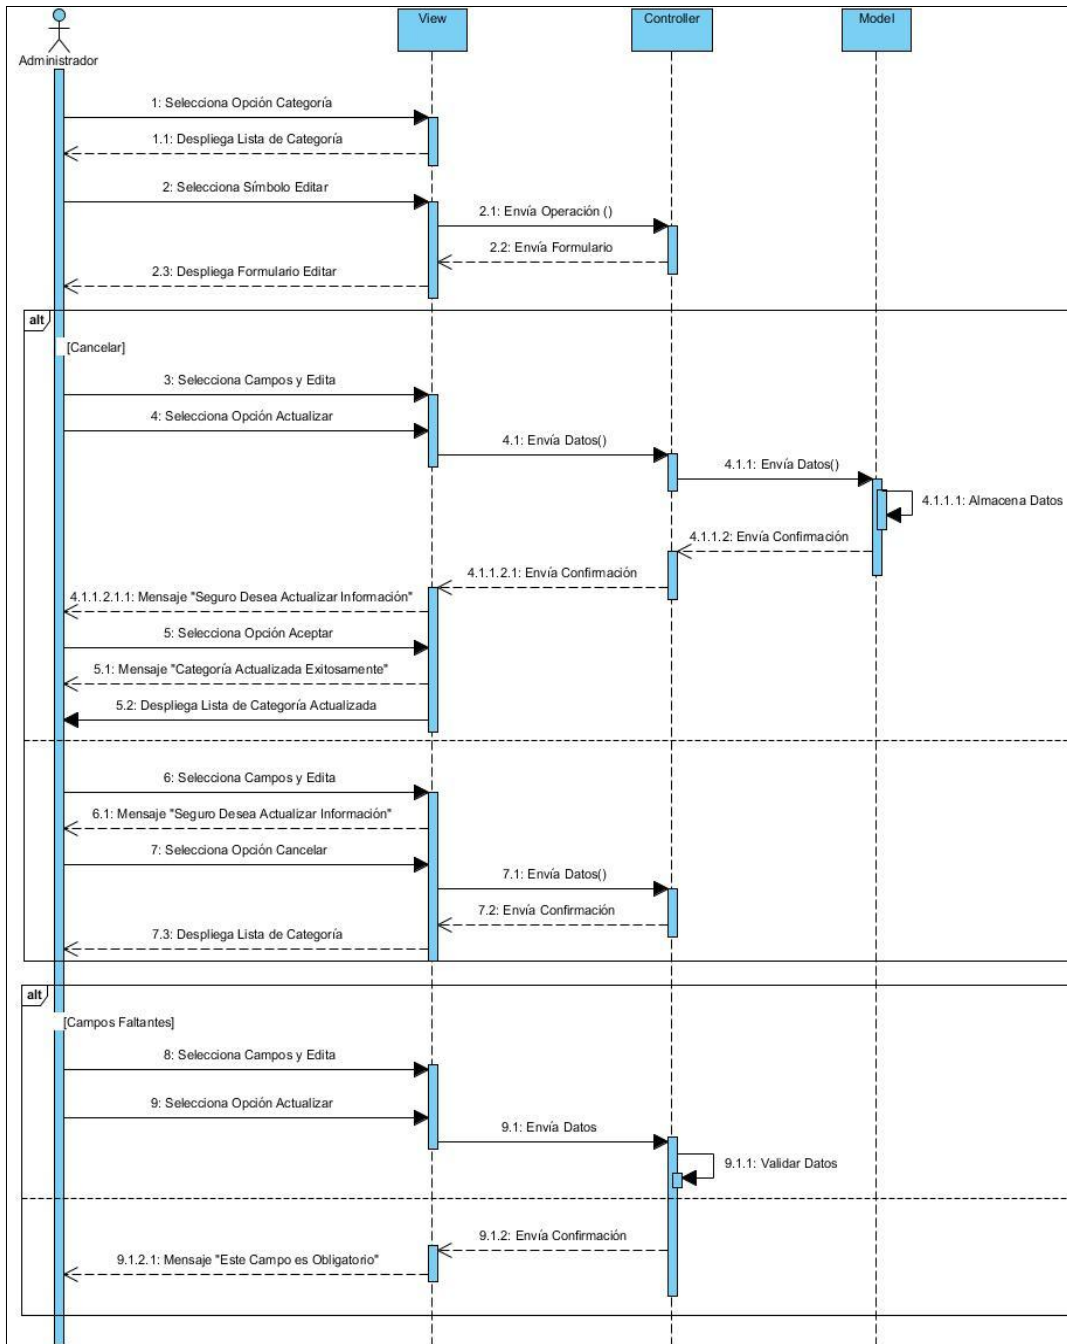 View
Controller
Model
Administrador
1: Selecciona Opción Categoría
1.1: Despliega Lista de Categoría
2: Selecciona Símbolo Editar
2.1: Envía Operación ()
2.2: Envía Formulario
2.3: Despliega Formulario Editar
alt
[Cancelar]
3: Selecciona Campos y Edita
4: Selecciona Opción Actualizar
4.1: Envía Datos()
4.1.1: Envía Datos()
4.1.1.1: Almacena Datos
4.1.1.2: Envía Confirmación
4.1.1.2.1: Envía Confirmación
4.1.1.2.1.1: Mensaje "Seguro Desea Actualizar Información"
5: Selecciona Opción Aceptar
5.1: Mensaje "Categoría Actualizada Exitosamente"
5.2: Despliega Lista de Categoría Actualizada
6: Selecciona Campos y Edita
6.1: Mensaje "Seguro Desea Actualizar Información"
7: Selecciona Opción Cancelar
7.1: Envía Datos()
7.2: Envía Confirmación
7.3: Despliega Lista de Categoría
alt
[Campos Faltantes]
8: Selecciona Campos y Edita
9: Selecciona Opción Actualizar
9.1: Envía Datos
9.1.1: Validar Datos
9.1.2: Envía Confirmación
9.1.2.1: Mensaje "Este Campo es Obligatorio"